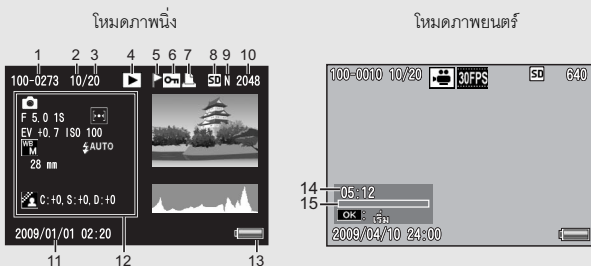 โหมดภาพนิ่ง
1 2 3 4 5 6 7 8 9 10
100-0273 10/20 SD N 2048
F 5.0 1S
EV +0.7 ISO 100
WB M AUTO
28 mm
C:+0, S:+0, D:+0
2009/01/01 02:20
11 12 13
โหมดภาพยนตร์
100-0010 10/20 30FPS SD 640
14 05:12
15
OK : เริ่ม
2009/04/10 24:00